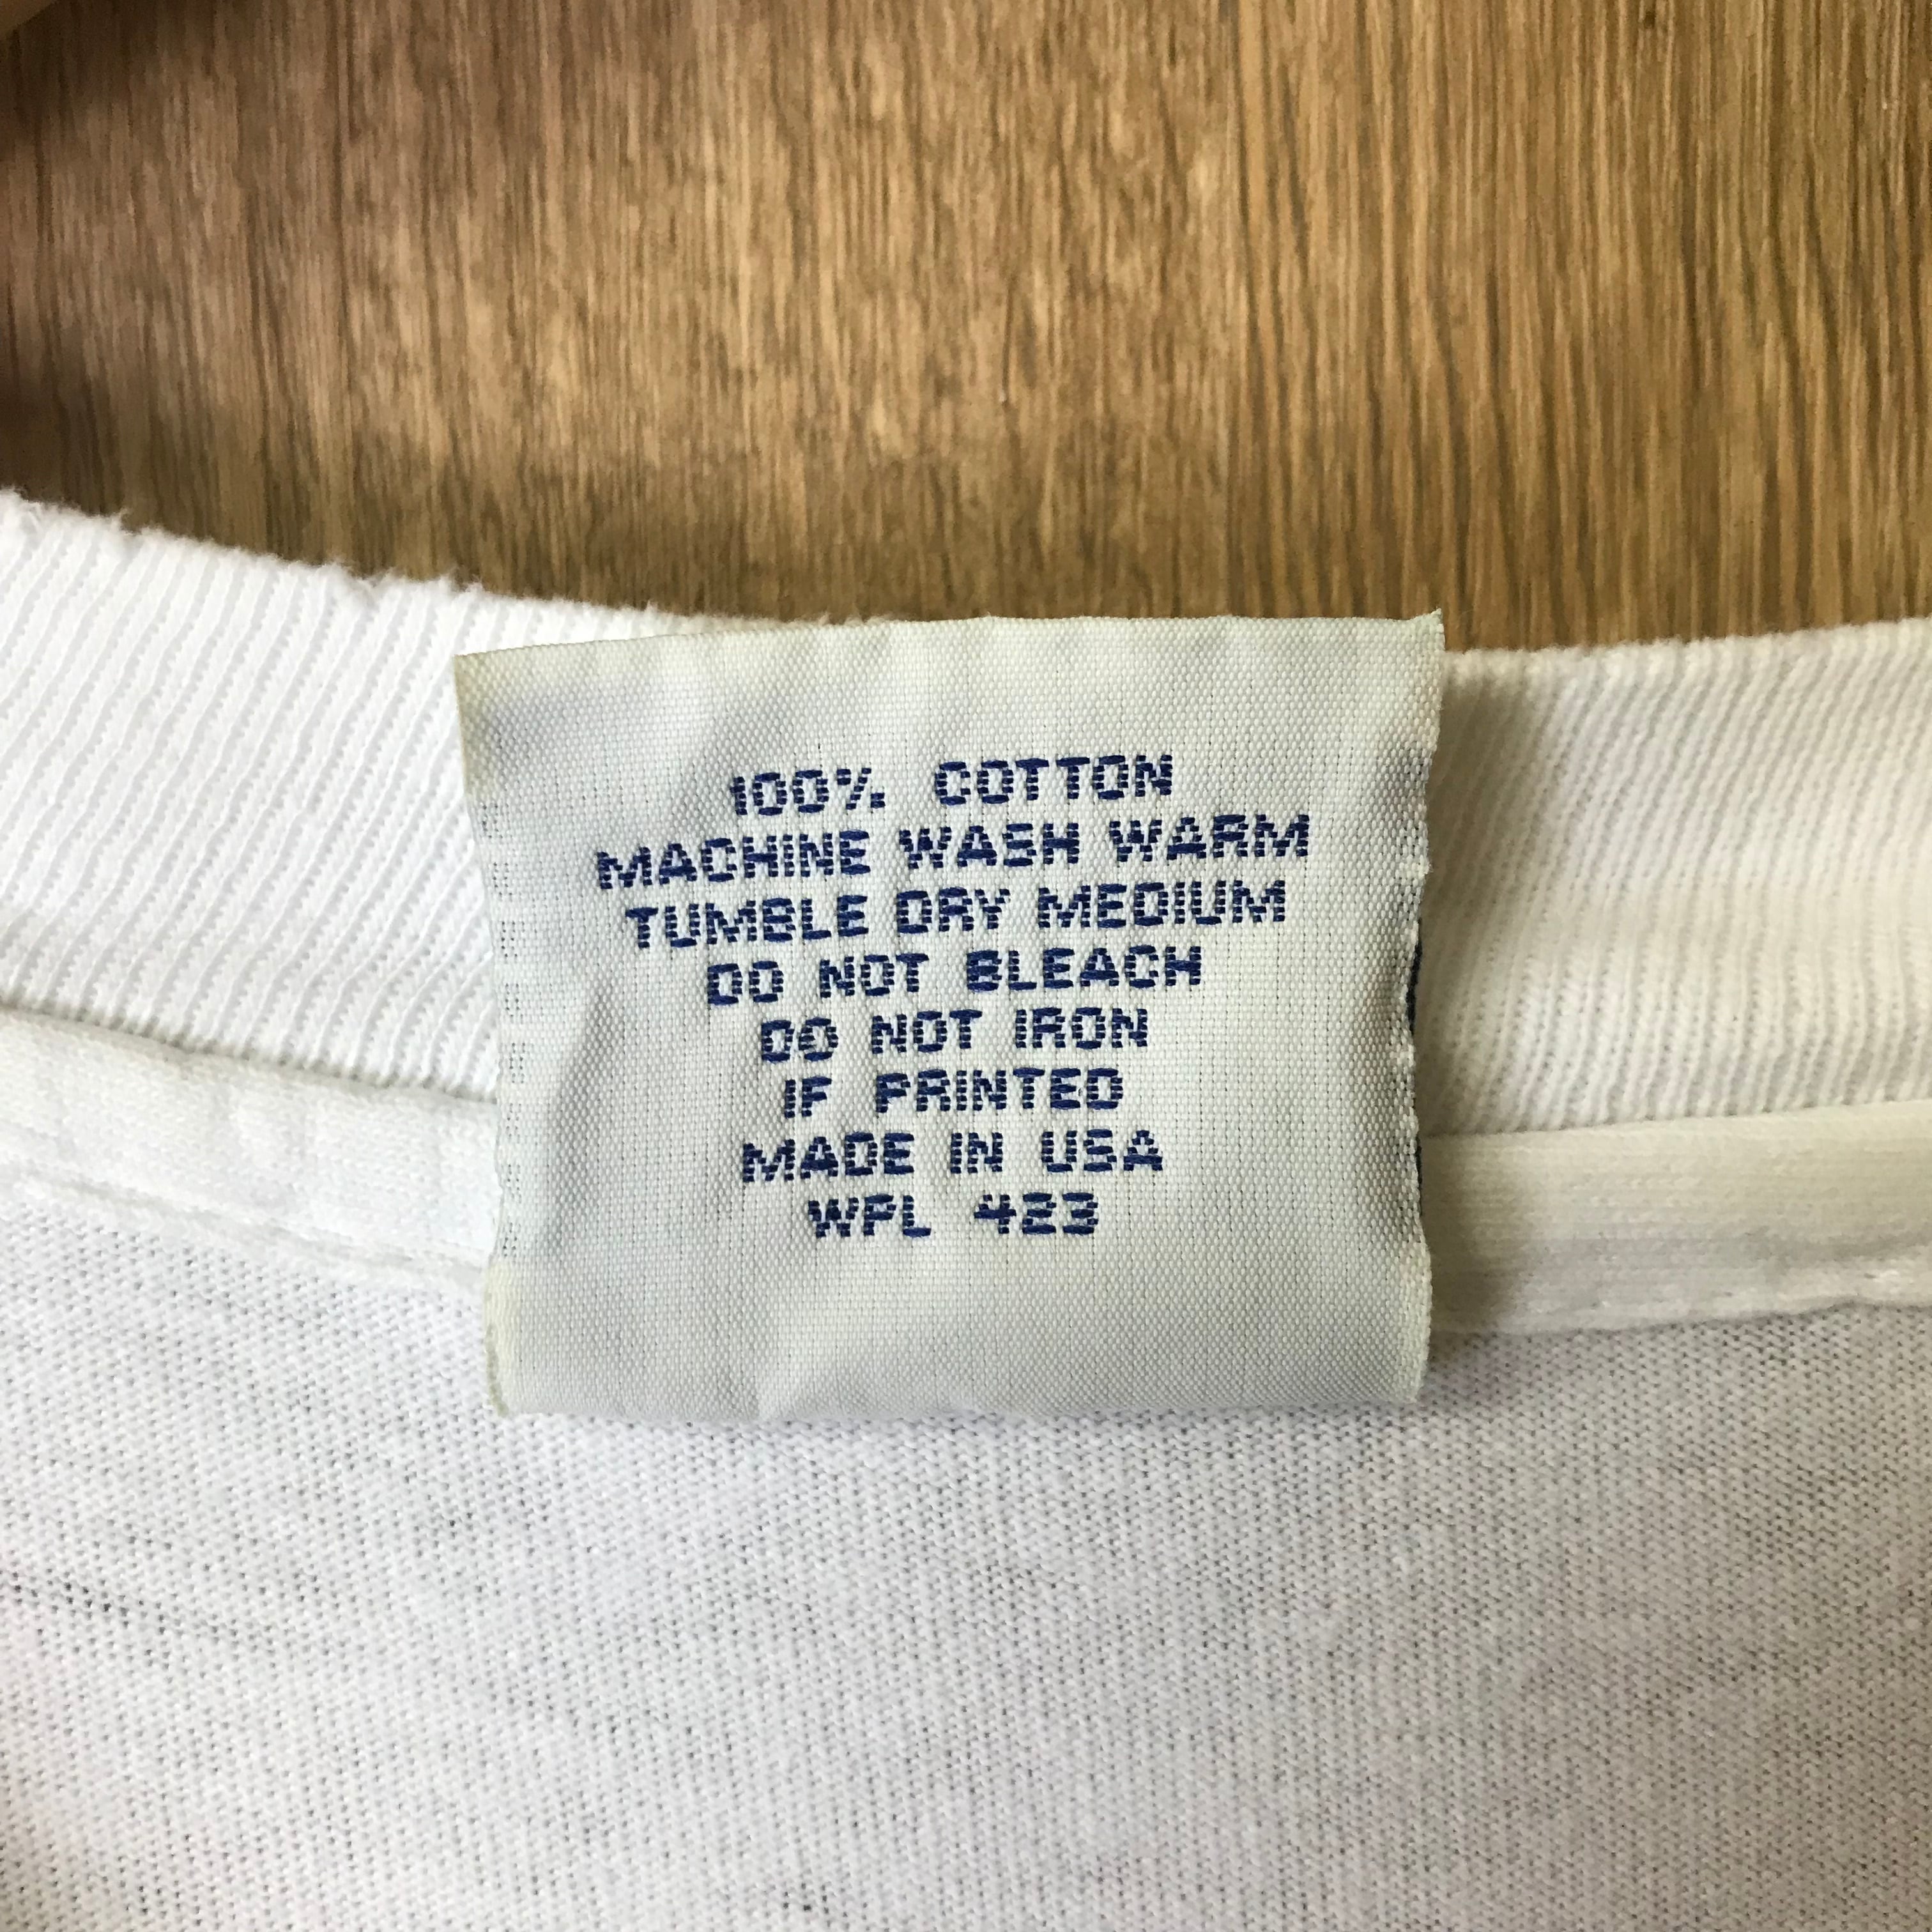 100% COTTON
MACHINE WASH WARM
TUMBLE DRY MEDIUM
DO NOT BLEACH
DO NOT IRON
IF PRINTED
MADE IN USA
WPL 423